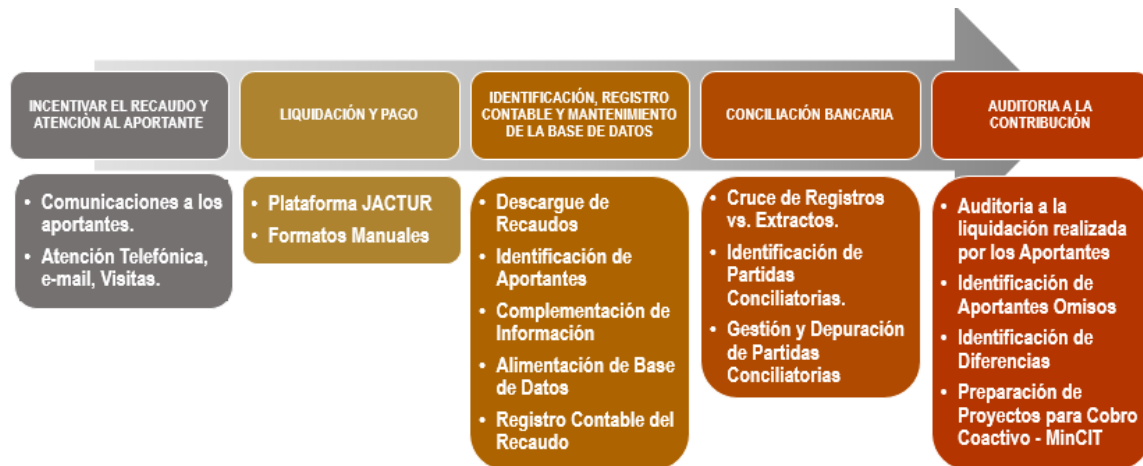 INCENTIVAR EL RECAUDO Y
ATENCIÓN AL APORTANTE
LIQUIDACIÓN Y PAGO
IDENTIFICACIÓN, REGISTRO
CONTABLE Y MANTENIMIENTO
DE LA BASE DE DATOS
CONCILIACIÓN BANCARIA
AUDITORIA A LA
CONTRIBUCIÓN
• Comunicaciones a los
aportantes.
• Atención Telefónica,
e-mail, Visitas.
• Plataforma JACTUR
• Formatos Manuales
• Descargue de
Recaudos
• Identificación de
Aportantes
• Complementación de
Información
• Alimentación de Base
de Datos
• Registro Contable del
Recaudo
• Cruce de Registros
vs. Extractos.
• Identificación de
Partidas
Conciliatorias.
• Gestión y Depuración
de Partidas
Conciliatorias
• Auditoria a la
liquidación realizada
por los Aportantes
• Identificación de
Aportantes Omisos
• Identificación de
Diferencias
• Preparación de
Proyectos para Cobro
Coactivo - MinCIT